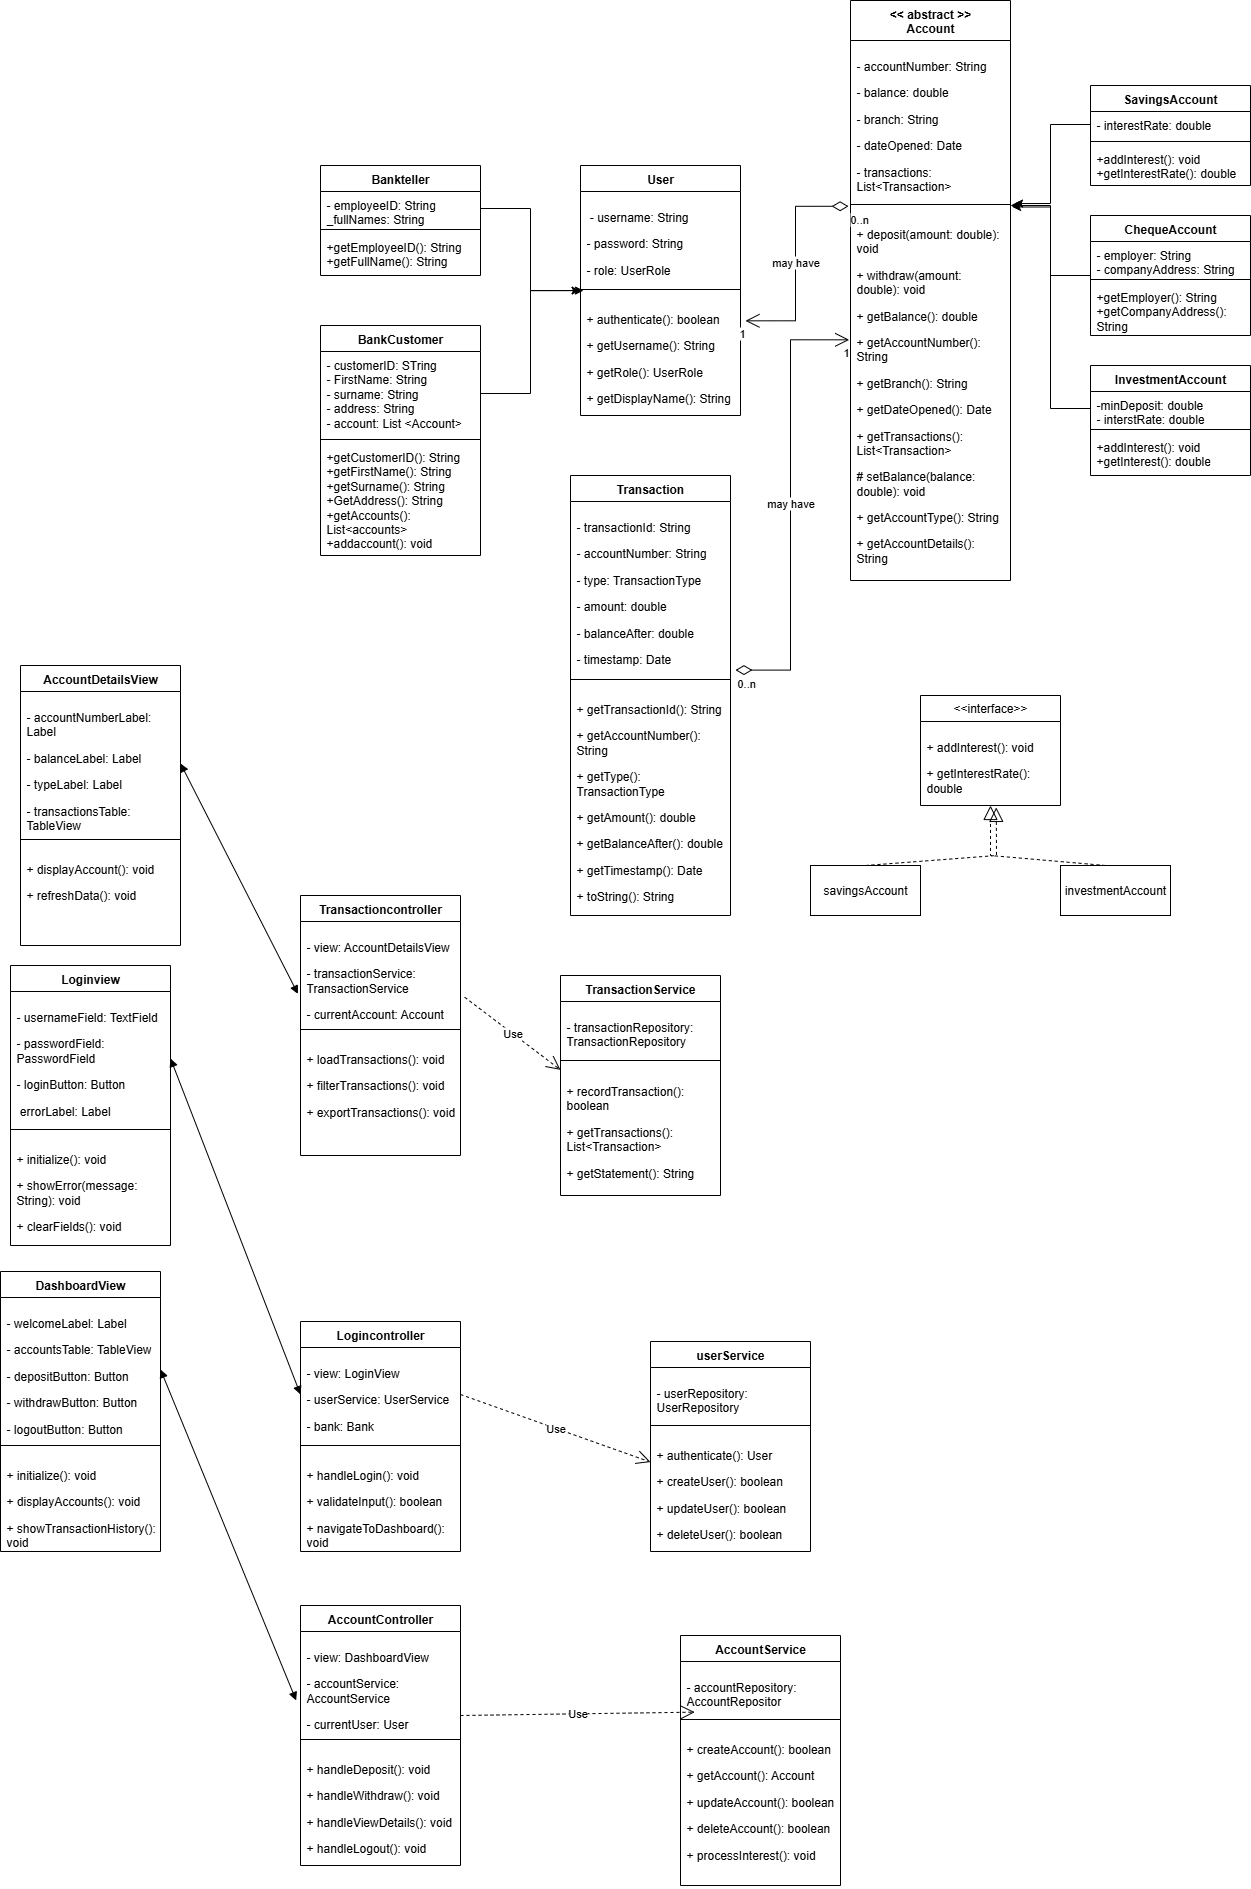 << abstract >>
Account
- accountNumber: String
- balance: double
- branch: String
- dateOpened: Date
- transactions:
List<Transaction>
0..n
+ deposit(amount: double):
void
+ withdraw(amount:
double): void
+ getBalance(): double
+ getAccountNumber():
String
+ getBranch(): String
+ getDateOpened(): Date
+ getTransactions():
List<Transaction>
# setBalance(balance:
double): void
+ getAccountType(): String
+ getAccountDetails():
String
SavingsAccount
- interestRate: double
+addInterest(): void
+getInterestRate(): double
ChequeAccount
- employer: String
- companyAddress: String
+getEmployer(): String
+getCompanyAddress():
String
InvestmentAccount
-minDeposit: double
- interstRate: double
+addInterest(): void
+getInterest(): double
Bankteller
- employeeID: String
_fullNames: String
+getEmployeeID(): String
+getFullName(): String
User
- username: String
- password: String
- role: UserRole
+ authenticate(): boolean
+ getUsername(): String
+ getRole(): UserRole
+ getDisplayName(): String
may have
1
1
BankCustomer
- customerID: STring
- FirstName: String
- surname: String
- address: String
- account: List <Account>
+getCustomerID(): String
+getFirstName(): String
+getSurname(): String
+GetAddress(): String
+getAccounts():
List<accounts>
+addaccount(): void
Transaction
- transactionId: String
- accountNumber: String
- type: TransactionType
- amount: double
- balanceAfter: double
- timestamp: Date
+ getTransactionId(): String
+ getAccountNumber():
String
+ getType():
TransactionType
+ getAmount(): double
+ getBalanceAfter(): double
+ getTimestamp(): Date
+ toString(): String
may have
0..n
<<interface>>
+ addInterest(): void
+ getInterestRate():
double
savingsAccount
investmentAccount
AccountDetailsView
- accountNumberLabel:
Label
- balanceLabel: Label
- typeLabel: Label
- transactionsTable:
TableView
+ displayAccount(): void
+ refreshData(): void
Transactioncontroller
- view: AccountDetailsView
- transactionService:
TransactionService
- currentAccount: Account
+ loadTransactions(): void
+ filterTransactions(): void
+ exportTransactions(): void
Use
TransactionService
- transactionRepository:
TransactionRepository
+ recordTransaction():
boolean
+ getTransactions():
List<Transaction>
+ getStatement(): String
Loginview
- usernameField: TextField
- passwordField:
PasswordField
- loginButton: Button
errorLabel: Label
+ initialize(): void
+ showError(message:
String): void
+ clearFields(): void
DashboardView
- welcomeLabel: Label
- accountsTable: TableView
- depositButton: Button
- withdrawButton: Button
- logoutButton: Button
+ initialize(): void
+ displayAccounts(): void
+ showTransactionHistory():
void
Logincontroller
- view: LoginView
- userService: UserService
- bank: Bank
+ handleLogin(): void
+ validateInput(): boolean
+ navigateToDashboard():
void
Use
userService
- userRepository:
UserRepository
+ authenticate(): User
+ createUser(): boolean
+ updateUser(): boolean
+ deleteUser(): boolean
AccountController
- view: DashboardView
- accountService:
AccountService
- currentUser: User
+ handleDeposit(): void
+ handleWithdraw(): void
+ handleViewDetails(): void
+ handleLogout(): void
Use
AccountService
- accountRepository:
AccountRepositor
+ createAccount(): boolean
+ getAccount(): Account
+ updateAccount(): boolean
+ deleteAccount(): boolean
+ processInterest(): void